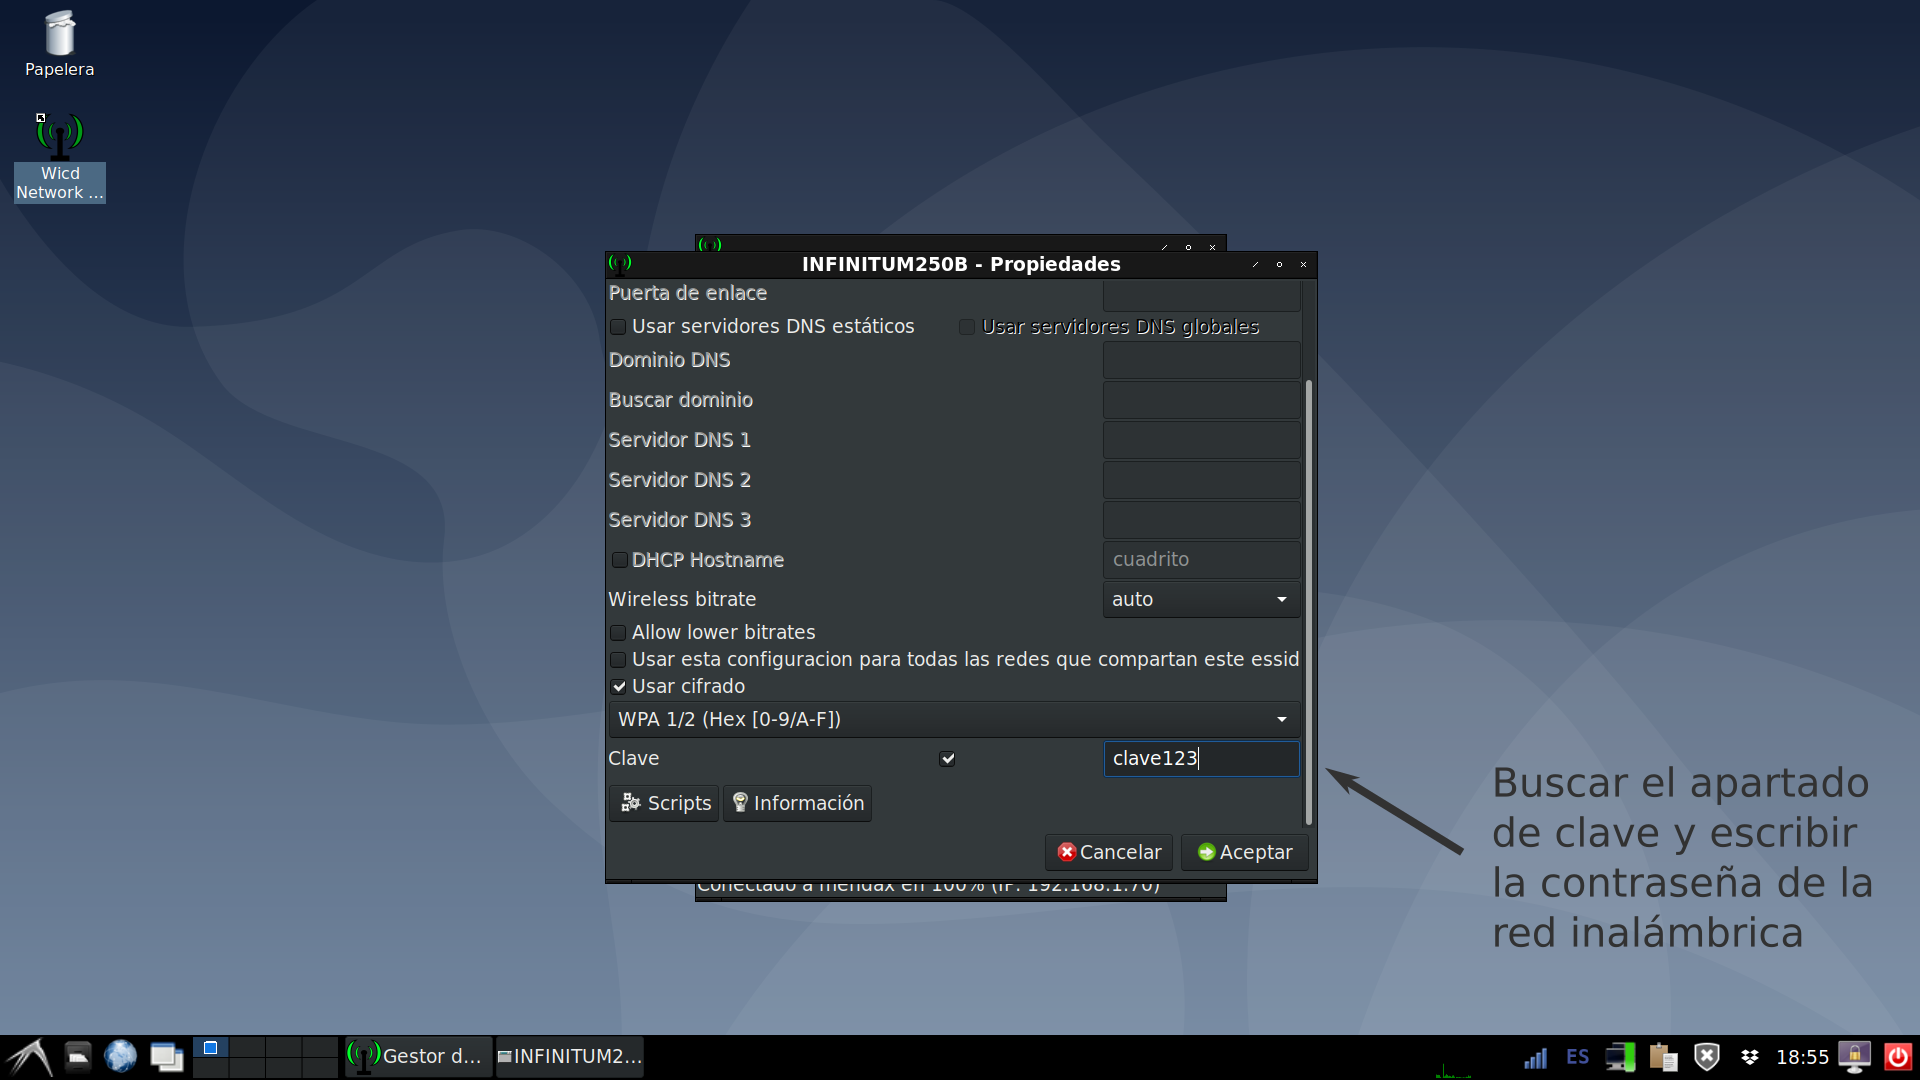 Papelera
Wicd
Network ...
INFINITUM250B - Propiedades
Puerta de enlace
Usar servidores DNS estáticos
Usar servidores DNS globales
Dominio DNS
Buscar dominio
Servidor DNS 1
Servidor DNS 2
Servidor DNS 3
DHCP Hostname
cuadrito
Wireless bitrate
auto
Allow lower bitrates
Usar esta configuracion para todas las redes que compartan este essid
Usar cifrado
WPA 1/2 (Hex [0-9/A-F])
Clave
clave123
Scripts
Información
Cancelar
Aceptar
Conectado a mendax en 100% (IP: 192.168.1.70)
Buscar el apartado
de clave y escribir
la contraseña de la
red inalámbrica
Gestor d...
INFINITUM2...
ES
18:55